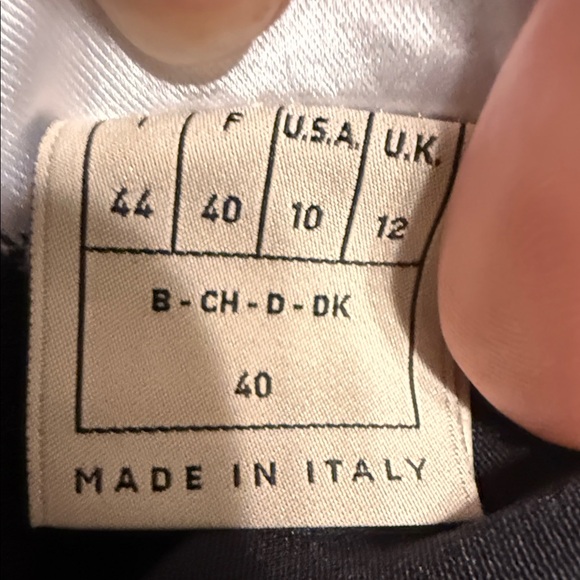 F U.S.A. U.K.
44 40 10 12
B - CH - D - DK
40
MADE IN ITALY